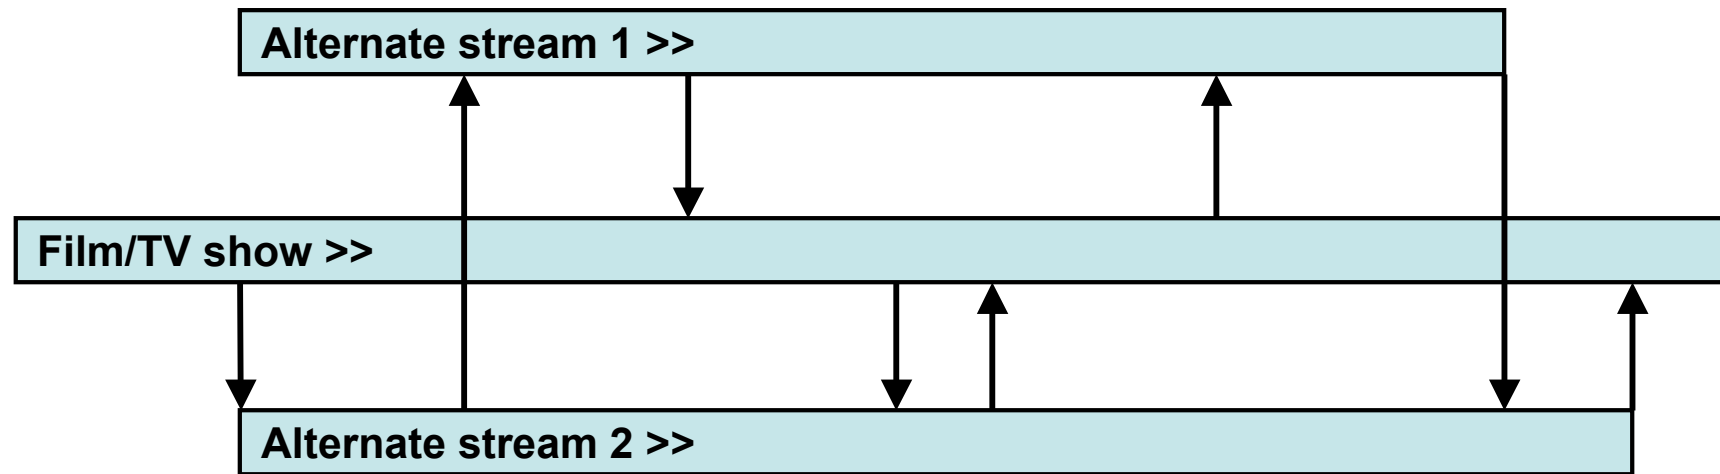 Alternate stream 1 >>
Film/TV show >>
Alternate stream 2 >>